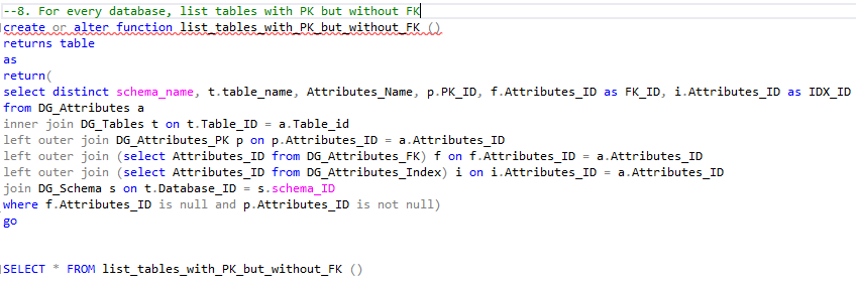 --8. For every database, list tables with PK but without FK
create or alter function list_tables_with_PK_but_without_FK ()
returns table
as
return(
select distinct schema_name, t.table_name, Attributes_Name, p.PK_ID, f.Attributes_ID as FK_ID, i.Attributes_ID as IDX_ID
from DG_Attributes a
inner join DG_Tables t on t.Table_ID = a.Table_id
left outer join DG_Attributes_PK p on p.Attributes_ID = a.Attributes_ID
left outer join (select Attributes_ID from DG_Attributes_FK) f on f.Attributes_ID = a.Attributes_ID
left outer join (select Attributes_ID from DG_Attributes_Index) i on i.Attributes_ID = a.Attributes_ID
join DG_Schema s on t.Database_ID = s.schema_ID
where f.Attributes_ID is null and p.Attributes_ID is not null)
go
SELECT * FROM list_tables_with_PK_but_without_FK ()